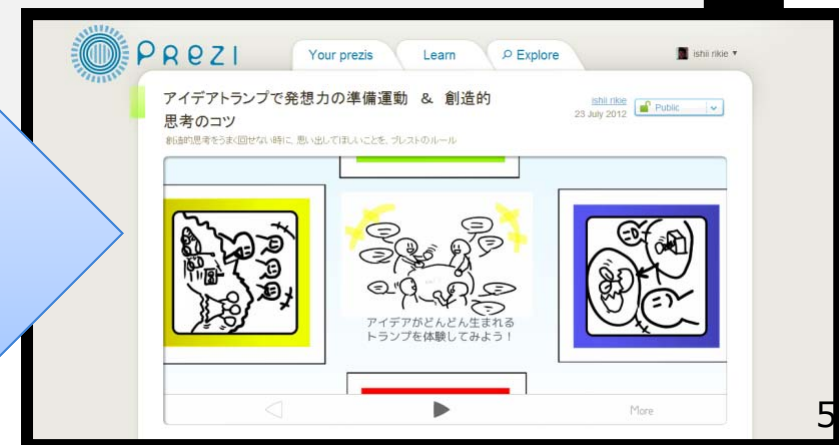 PREZI
Your prezis
Learn
Explore
ishii rikie
アイデアトランプで発想力の準備運動 & 創造的
思考のコツ
創造的思考をうまく回せない時に、思い出してほしいことを、ブレストのルール
ishii rikie
23 July 2012
Public
アイデアがどんどん生まれる
トランプを体験してみよう!
More
5